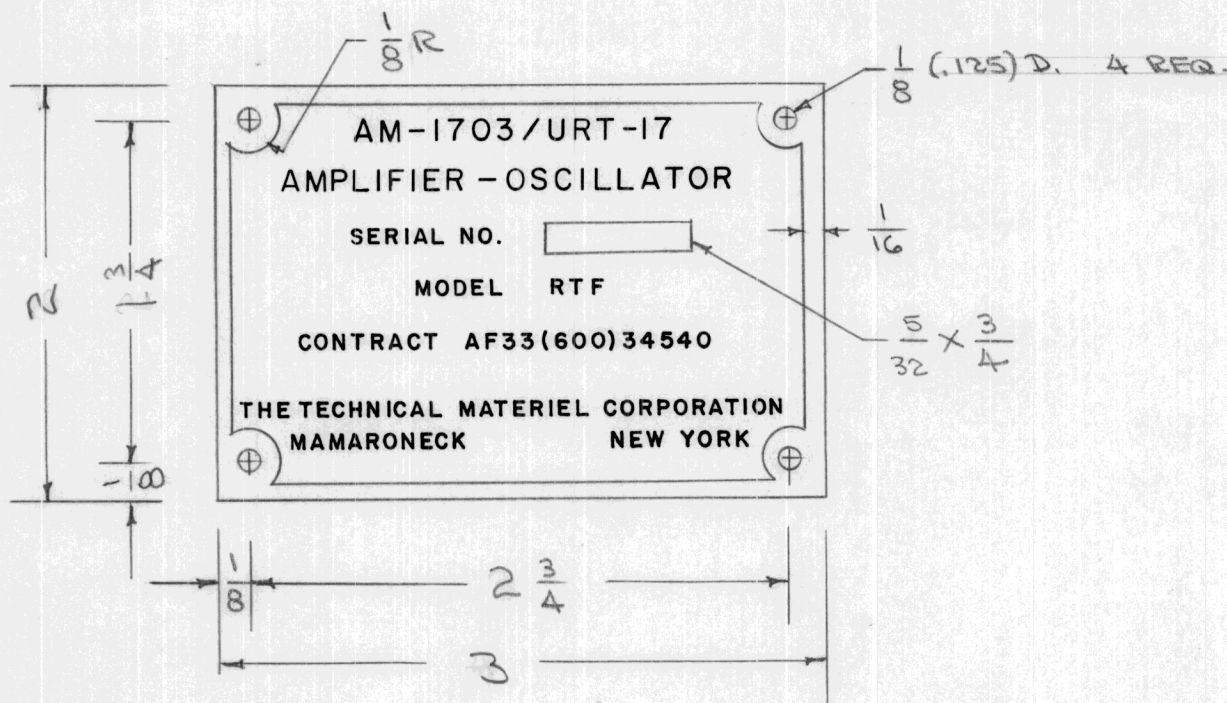 1/8 R
1/8 (.125) D. 4 REQ.
AM-1703/URT-17
AMPLIFIER-OSCILLATOR
SERIAL NO.
1/16
MODEL RTF
5/32 X 3/4
CONTRACT AF33(600)34540
THE TECHNICAL MATERIEL CORPORATION
MAMARONECK NEW YORK
2
1 3/4
1/8
1/8
2 3/4
3